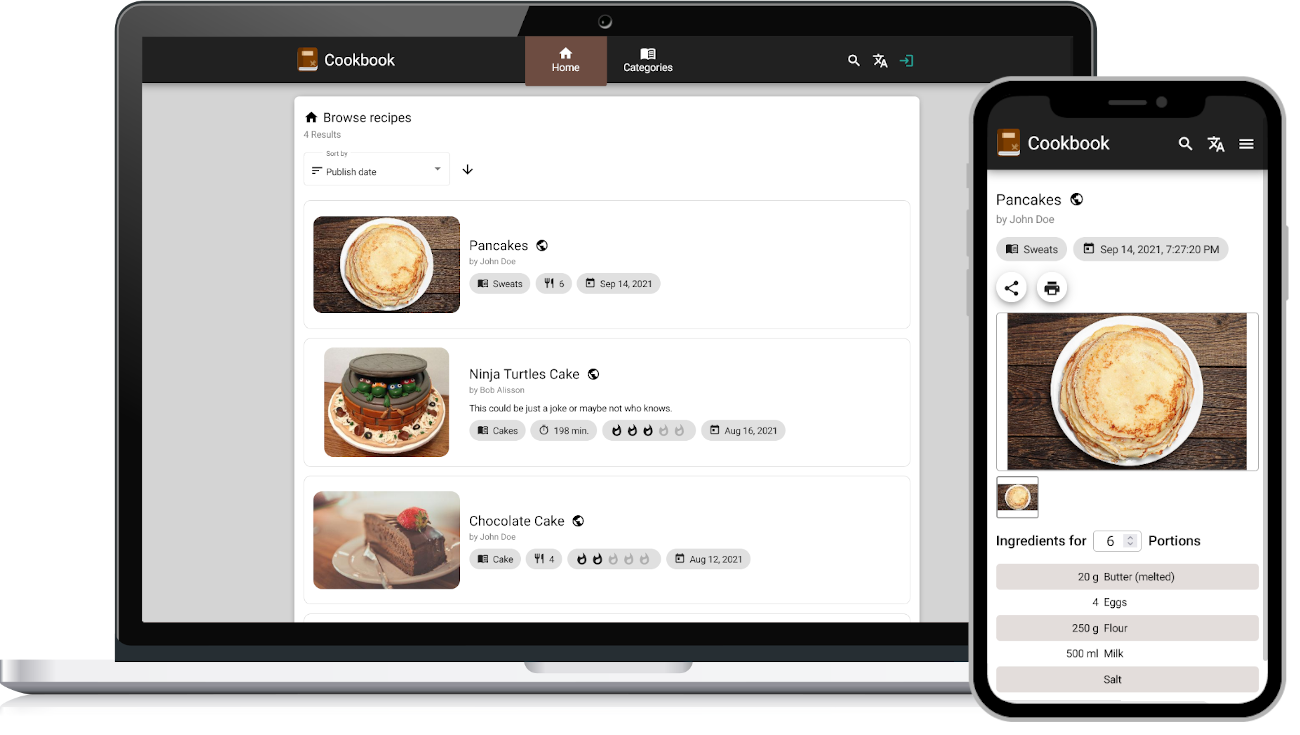 Cookbook
Home
Categories
Browse recipes
4 Results
Sort by
Publish date
Pancakes
by John Doe
Sweats
6
Sep 14, 2021
Ninja Turtles Cake
by Bob Alisson
This could be just a joke or maybe not who knows.
Cakes
198 min.
Aug 16, 2021
Chocolate Cake
by John Doe
Cake
4
Aug 12, 2021
Cookbook
Pancakes
by John Doe
Sweats
Sep 14, 2021, 7:27:20 PM
Ingredients for 6 Portions
20 g Butter (melted)
4 Eggs
250 g Flour
500 ml Milk
Salt